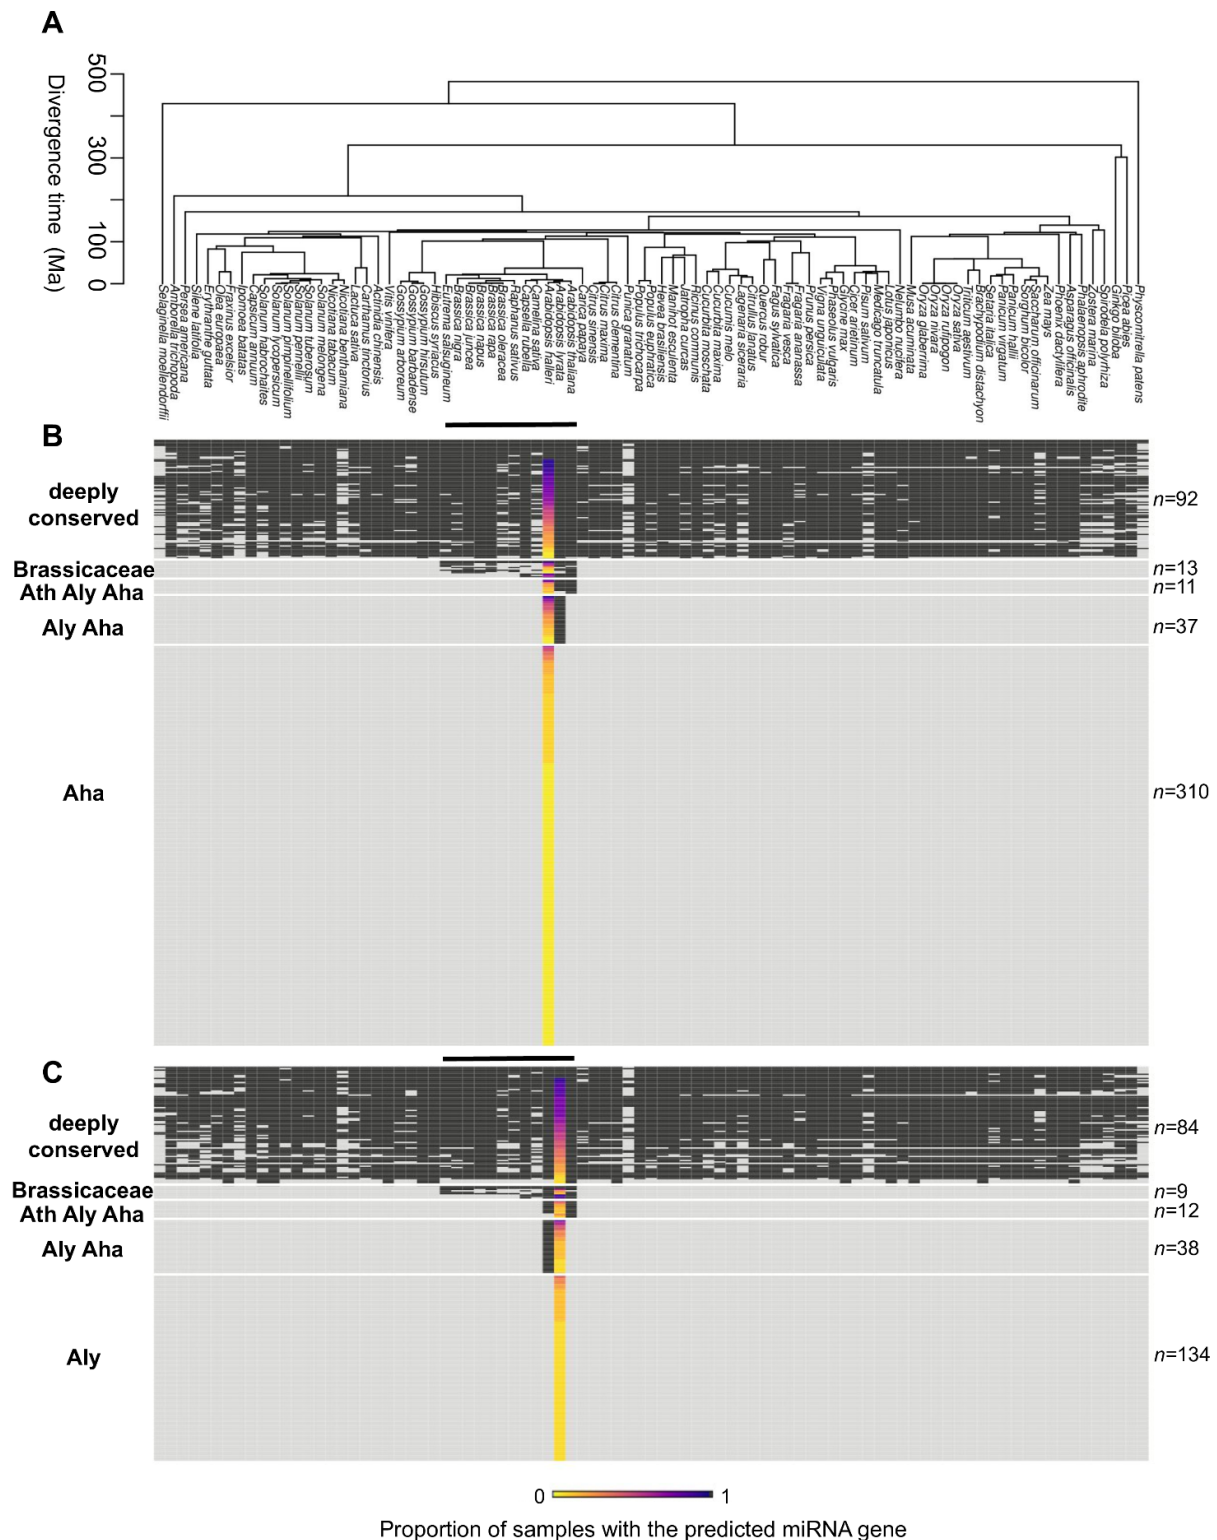 A
Divergence time (Ma)
500
300
100
0
Selaginella moellendorffii
Amborella trichopoda
Persea americana
Silene latifolia
Erythranthe guttata
Olea europaea
Fraxinus excelsior
Ipomoea batatas
Capsicum annuum
Solanum habrochaites
Solanum lycopersicum
Solanum pimpinellifolium
Solanum pennellii
Solanum tuberosum
Solanum melongena
Nicotiana tabacum
Nicotiana benthamiana
Lactuca sativa
Carthamus tinctorius
Actinidia chinensis
Vitis vinifera
Gossypium arboreum
Gossypium barbadense
Gossypium hirsutum
Hibiscus syriacus
Eutrema salsugineum
Brassica nigra
Brassica juncea
Brassica napus
Brassica rapa
Brassica oleracea
Raphanus sativus
Capsella rubella
Camelina sativa
Arabidopsis halleri
Arabidopsis lyrata
Arabidopsis thaliana
Carica papaya
Citrus sinensis
Citrus maxima
Citrus clementina
Punica granatum
Populus trichocarpa
Populus euphratica
Hevea brasiliensis
Manihot esculenta
Jatropha curcas
Ricinus communis
Cucurbita moschata
Cucurbita maxima
Cucumis melo
Lagenaria siceraria
Citrullus lanatus
Quercus robur
Fagus sylvatica
Fragaria vesca
Fragaria ananassa
Prunus persica
Vigna unguiculata
Phaseolus vulgaris
Glycine max
Cicer arietinum
Pisum sativum
Medicago truncatula
Lotus japonicus
Nelumbo nucifera
Musa acuminata
Oryza glaberrima
Oryza nivara
Oryza rufipogon
Oryza sativa
Triticum aestivum
Brachypodium distachyon
Setaria italica
Panicum virgatum
Panicum hallii
Sorghum bicolor
Saccharum officinarum
Zea mays
Phoenix dactylifera
Asparagus officinalis
Phalaenopsis aphrodite
Zostera marina
Spirodela polyrhiza
Ginkgo biloba
Picea abies
Physcomitrella patens
B
deeply
conserved
n=92
Brassicaceae
n=13
Ath Aly Aha
n=11
Aly Aha
n=37
Aha
n=310
C
deeply
conserved
n=84
Brassicaceae
n=9
Ath Aly Aha
n=12
Aly Aha
n=38
Aly
n=134
0 1
Proportion of samples with the predicted miRNA gene